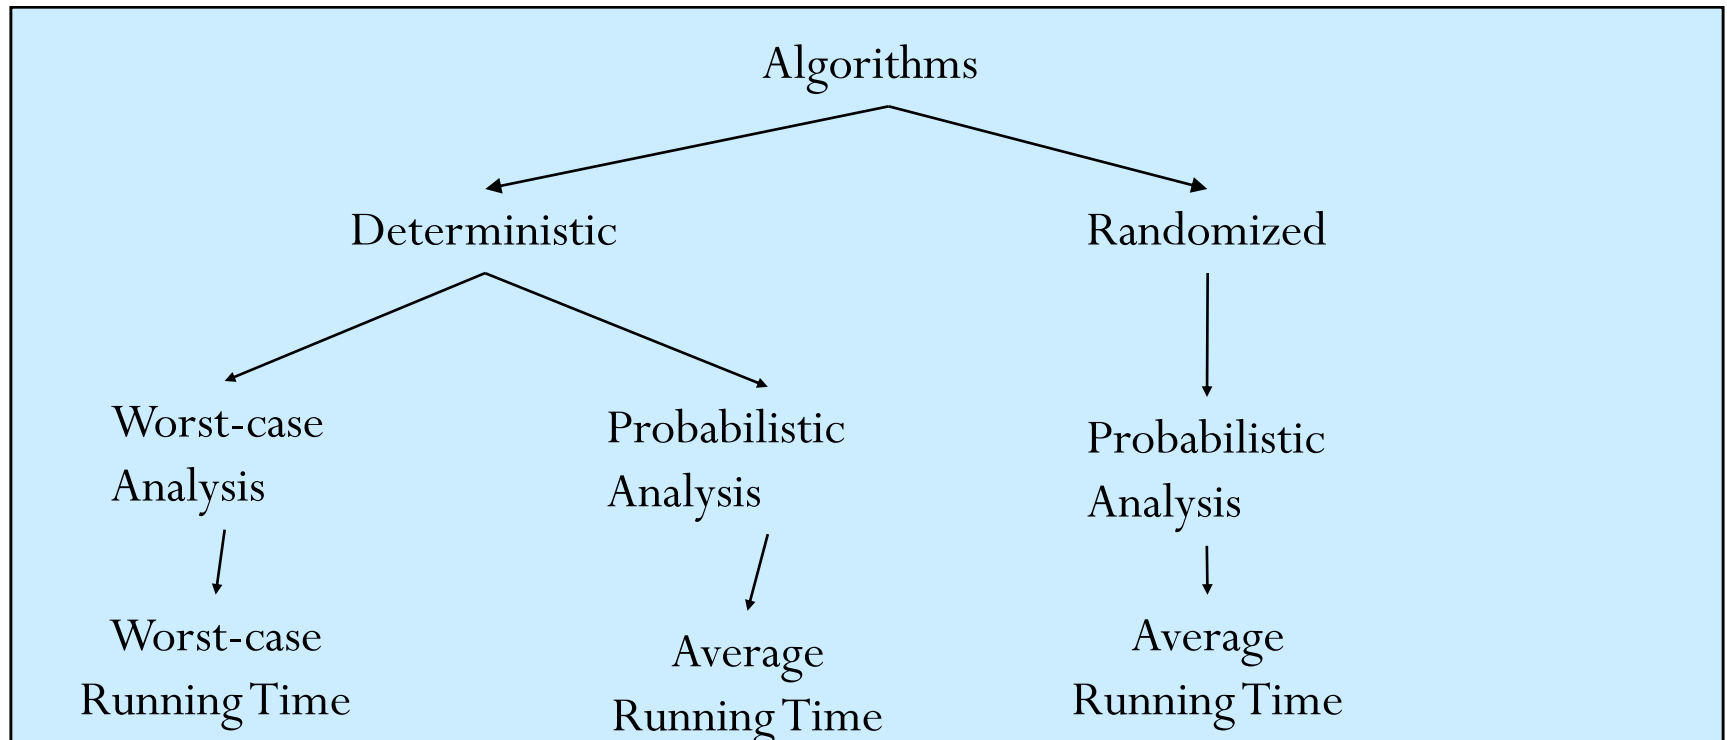 Algorithms
Deterministic
Randomized
Worst-case
Analysis
Probabilistic
Analysis
Probabilistic
Analysis
Worst-case
Running Time
Average
Running Time
Average
Running Time